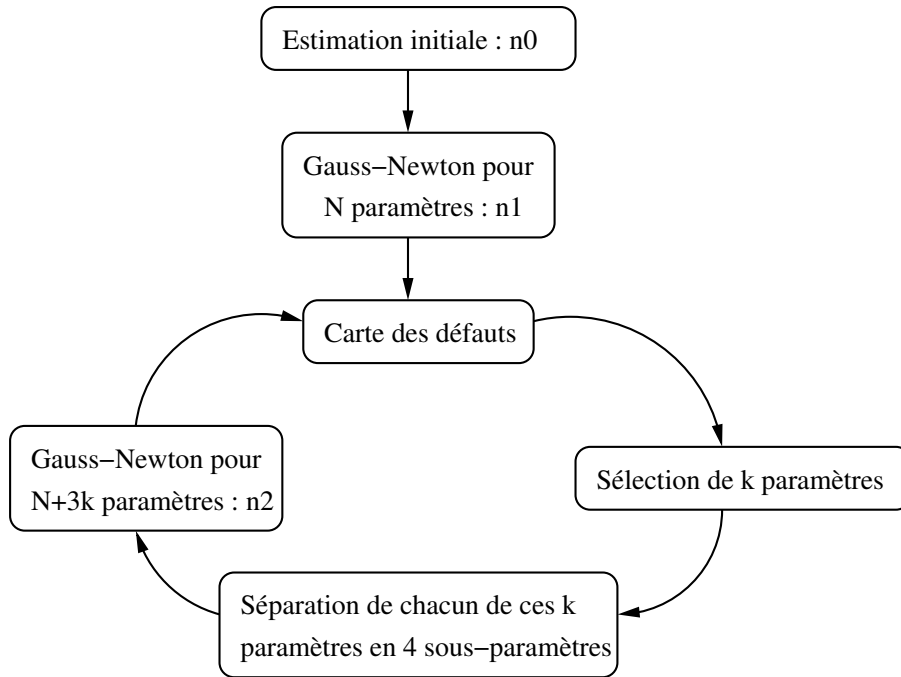 Estimation initiale : n0
Gauss−Newton pour
N paramètres : n1
Carte des défauts
Sélection de k paramètres
Séparation de chacun de ces k
paramètres en 4 sous−paramètres
Gauss−Newton pour
N+3k paramètres : n2